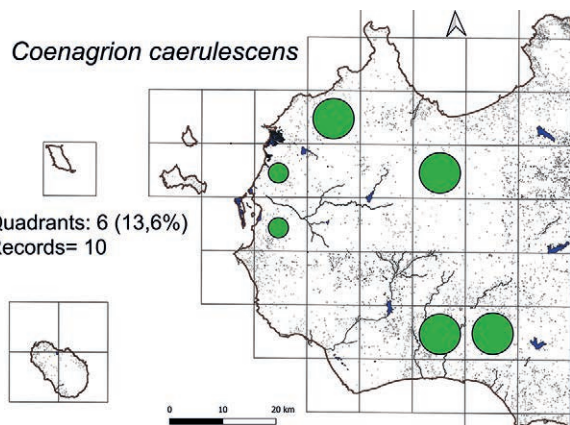 Coenagrion caerulescens
Quadrants: 6 (13,6%)
Records= 10
0 10 20 km